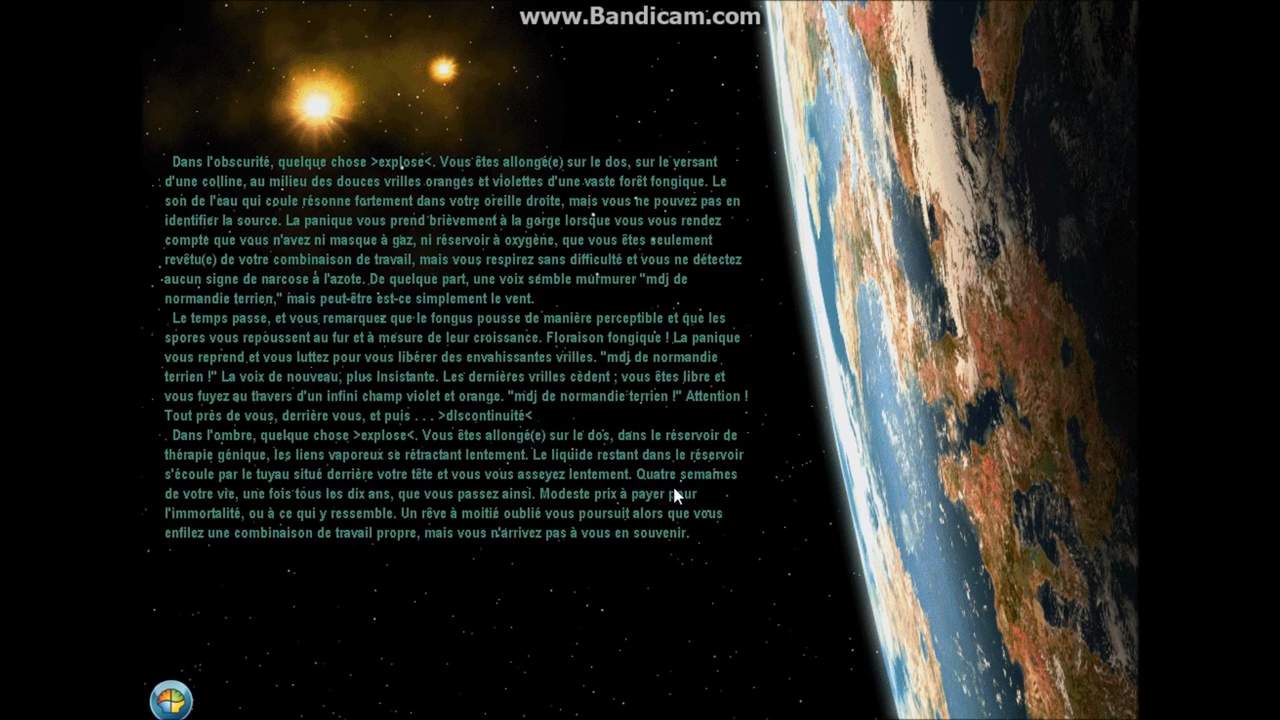 www.Bandicam.com
Dans l'obscurité, quelque chose >explose<. Vous êtes allongé(e) sur le dos, sur le versant
d'une colline, au milieu des douces vrilles oranges et violettes d'une vaste forêt fongique. Le
son de l'eau qui coule résonne fortement dans votre oreille droite, mais vous ne pouvez pas en
identifier la source. La panique vous prend brièvement à la gorge lorsque vous vous rendez
compte que vous n'avez ni masque à gaz, ni réservoir à oxygène, que vous êtes seulement
revêtu(e) de votre combinaison de travail, mais vous respirez sans difficulté et vous ne détectez
aucun signe de narcose à l'azote. De quelque part, une voix semble murmurer "mdj de
normandie terrien," mais peut-être est-ce simplement le vent.
Le temps passe, et vous remarquez que le fongus pousse de manière perceptible et que les
spores vous repoussent au fur et à mesure de leur croissance. Floraison fongique ! La panique
vous reprend et vous luttez pour vous libérer des envahissantes vrilles. "mdj de normandie
terrien !" La voix de nouveau, plus insistante. Les dernières vrilles cèdent ; vous êtes libre et
vous fuyez au travers d'un infini champ violet et orange. "mdj de normandie terrien !" Attention !
Tout près de vous, derrière vous, et puis . . . >discontinuité<
Dans l'ombre, quelque chose >explose<. Vous êtes allongé(e) sur le dos, dans le réservoir de
thérapie génique, les liens vaporeux se rétractant lentement. Le liquide restant dans le réservoir
s'écoule par le tuyau situé derrière votre tête et vous vous asseyez lentement. Quatre semaines
de votre vie, une fois tous les dix ans, que vous passez ainsi. Modeste prix à payer pour
l'immortalité, ou à ce qui y ressemble. Un rêve à moitié oublié vous poursuit alors que vous
enfilez une combinaison de travail propre, mais vous n'arrivez pas à vous en souvenir.